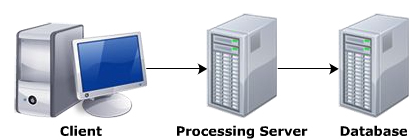 Client Processing Server Database